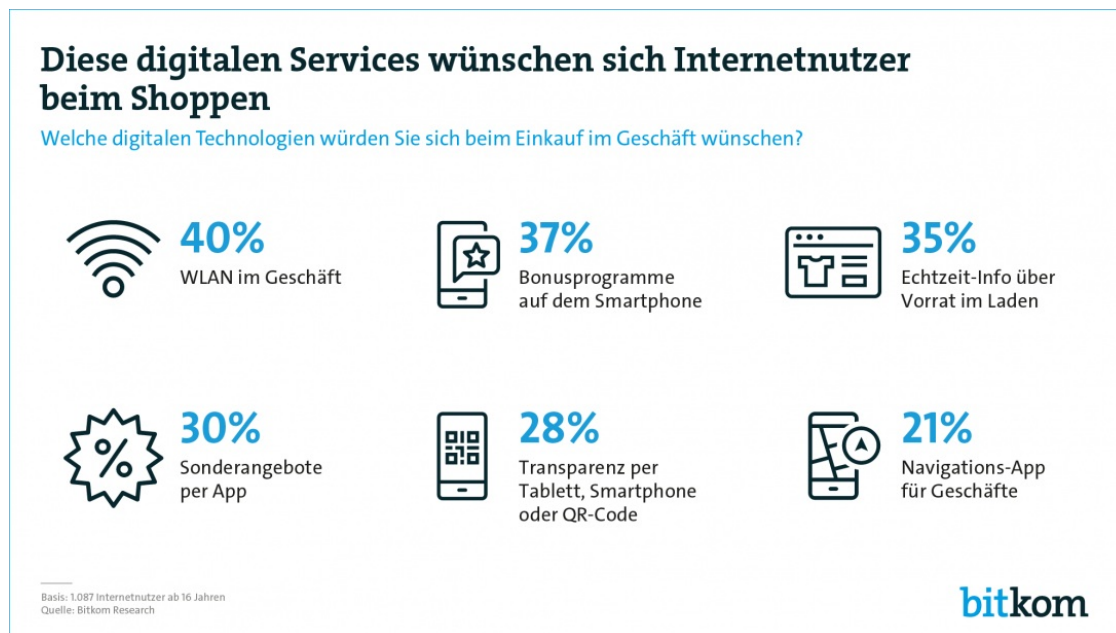 Diese digitalen Services wünschen sich Internetnutzer
beim Shoppen
Welche digitalen Technologien würden Sie sich beim Einkauf im Geschäft wünschen?
40%
WLAN im Geschäft
37%
Bonusprogramme
auf dem Smartphone
35%
Echtzeit-Info über
Vorrat im Laden
30%
Sonderangebote
per App
28%
Transparenz per
Tablett, Smartphone
oder QR-Code
21%
Navigations-App
für Geschäfte
Basis: 1.087 Internetnutzer ab 16 Jahren
Quelle: Bitkom Research
bitkom